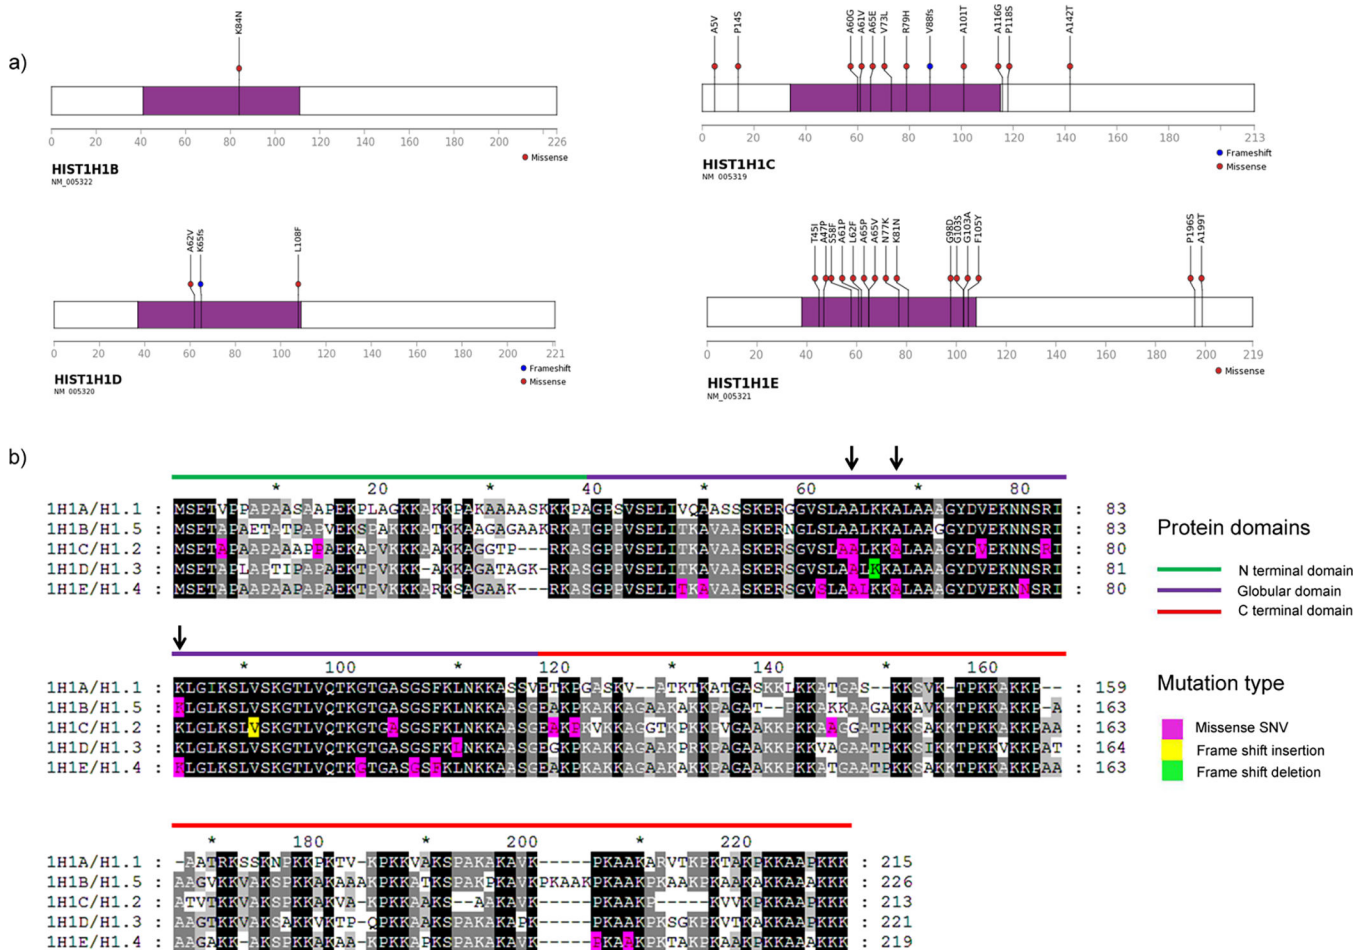 a)
K84N
0 20 40 60 80 100 120 140 160 180 200 226
HIST1H1B
NM_005322
Missense
A5V P14S A60G A61V A65E V73L R79H V88fs A101T A116G P118S A142T
0 20 40 60 80 100 120 140 160 180 213
HIST1H1C
NM_005319
Frameshift
Missense
A62V K65fs L108F
0 20 40 60 80 100 120 140 160 180 200 221
HIST1H1D
NM_005320
Frameshift
Missense
T45I A47P S58F A61P L62F A65P A65V N77K K81N G98D G103S G103A F105Y P196S A199T
0 20 40 60 80 100 120 140 160 180 200 219
HIST1H1E
NM_005321
Missense
b)
* 20 * 40 * 60 * 80
1H1A/H1.1 : MSETVPPAPAASAAPEKPLAGKKAKKPAKAAAASKKKPAGPSVSELIVQAASSSKERGGVSLAALKKALAAAGYDVEKNNSRI : 83
1H1B/H1.5 : MSETAPAETATPAPVEKSPAKKKATKKAAGAGAAKRKATGPPVSELITKAVAASKERNGLSLAALKKALAAGGYDVEKNNSRI : 83
1H1C/H1.2 : MSETAPAAPAAAPPAEKAPVKKKAAKKAGGTP---RKASGPPVSELITKAVAASKERSGVSLAALKKALAAAGYDVEKNNSRI : 80
1H1D/H1.3 : MSETAPLAPTIPAPAEKTPVKKK-AKKAGATAGK-RKASGPPVSELITKAVAASKERSGVSLAALKKALAAAGYDVEKNNSRI : 81
1H1E/H1.4 : MSETAPAAPAAPAPAEKTPVKKKARKSAGAAK---RKASGPPVSELITKAVAASKERSGVSLAALKKALAAAGYDVEKNNSRI : 80
* 100 * 120 * 140 * 160
1H1A/H1.1 : KLGIKSLVSKGTLVQTKGTGASGSFKLNKKASSVETKPGASKV--ATKTKATGASKKLKKATGAS--KKSVK-TPKKAKKP-- : 159
1H1B/H1.5 : KLGLKSLVSKGTLVQTKGTGASGSFKLNKKAASGEAKPKAKKAGAAKAKKPAGAT--PKKAKKAAGAKKAVKKTPKKAKKP-A : 163
1H1C/H1.2 : KLGLKSLVSKGTLVQTKGTGASGSFKLNKKAASGEAKPKVKKAGGTKPKKPVGAAKKPKKAAGGATPKKSAKKTPKKAKKPAA : 163
1H1D/H1.3 : KLGLKSLVSKGTLVQTKGTGASGSFKLNKKAASGEGKPKAKKAGAAKPRKPAGAAKKPKKVAGAATPKKSIKKTPKKVKKPAT : 164
1H1E/H1.4 : KLGLKSLVSKGTLVQTKGTGASGSFKLNKKAASGEAKPKAKKAGAAKAKKPAGAAKKPKKATGAATPKKSAKKTPKKAKKPAA : 163
* 180 * 200 * 220
1H1A/H1.1 : -AATRKSSKNPKKPKTV-KPKKVAKSPAKAKAVK-----PKAAKARVTKPKTAKPKKAAPKKK : 215
1H1B/H1.5 : AAGVKKVAKSPKKAKAAAKPKKATKSPAKPKAVKPKAAKPKAAKPKAAKPKAAKAKKAAAKKK : 226
1H1C/H1.2 : ATVTKKVAKSPKKAKVA-KPKKAAKS--AAKAVK-----PKAAKP-----KVVKPKKAAPKKK : 213
1H1D/H1.3 : AAGTKKVAKSAKKVKTP-QPKKAAKSPAKAKAPK-----PKAAKPKSGKPKVTKAKKAAPKKK : 221
1H1E/H1.4 : AAGAKK-AKSPKKAKAA-KPKKAPKSPAKAKAVK-----PKAAKPKTAKPKAAKPKKAAAKKK : 219
Protein domains
N terminal domain
Globular domain
C terminal domain
Mutation type
Missense SNV
Frame shift insertion
Frame shift deletion